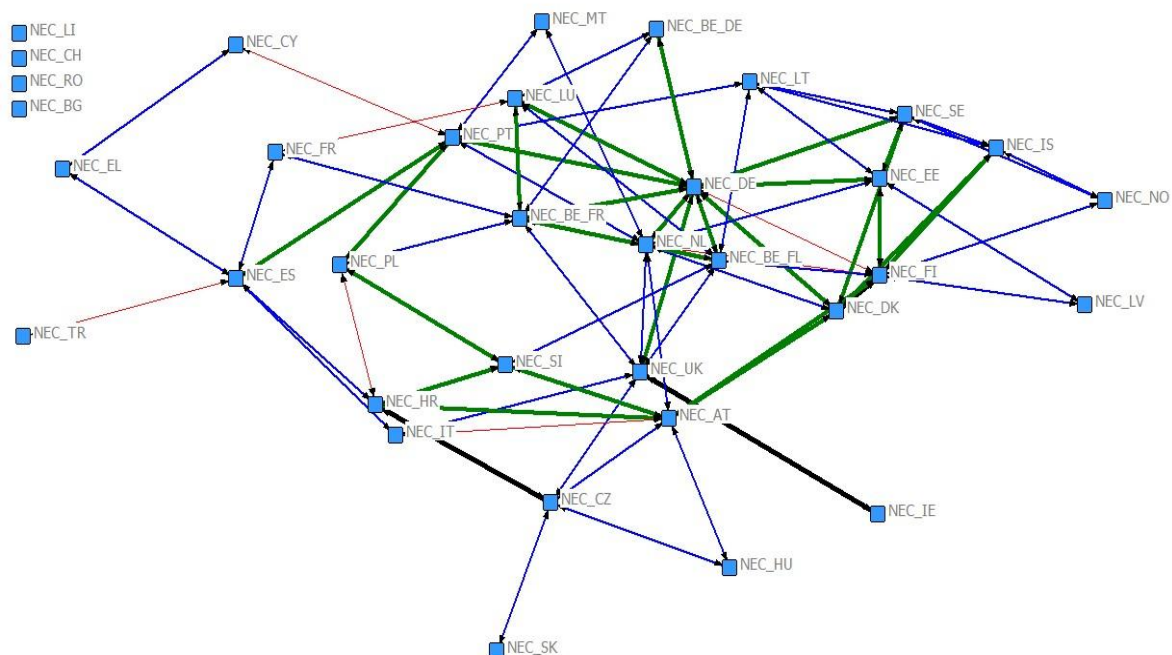 NEC_LI
NEC_CH
NEC_RO
NEC_BG
NEC_CY
NEC_MT
NEC_BE_DE
NEC_LT
NEC_LU
NEC_SE
NEC_PT
NEC_IS
NEC_FR
NEC_EL
NEC_EE
NEC_DE
NEC_NO
NEC_BE_FR
NEC_NL
NEC_BE_FL
NEC_PL
NEC_ES
NEC_FI
NEC_LV
NEC_DK
NEC_TR
NEC_SI
NEC_UK
NEC_HR
NEC_AT
NEC_IT
NEC_CZ
NEC_IE
NEC_HU
NEC_SK